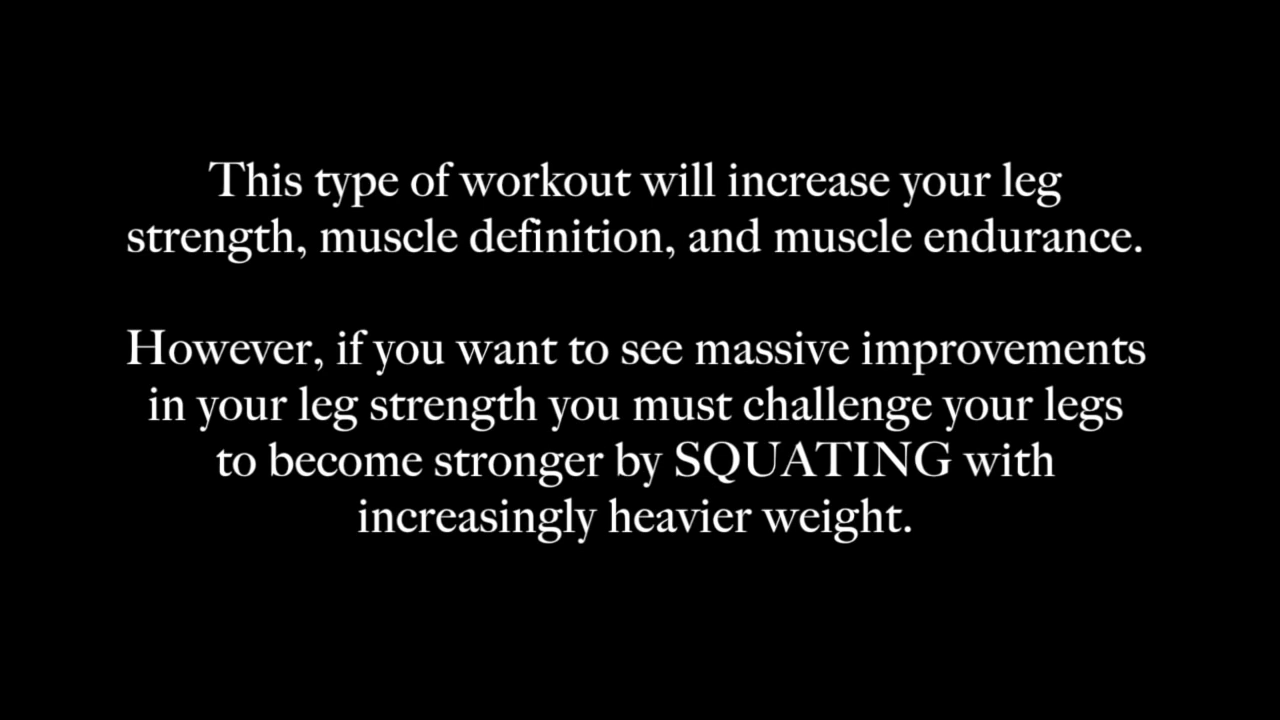 This type of workout will increase your leg
strength, muscle definition, and muscle endurance.
However, if you want to see massive improvements
in your leg strength you must challenge your legs
to become stronger by SQUATING with
increasingly heavier weight.